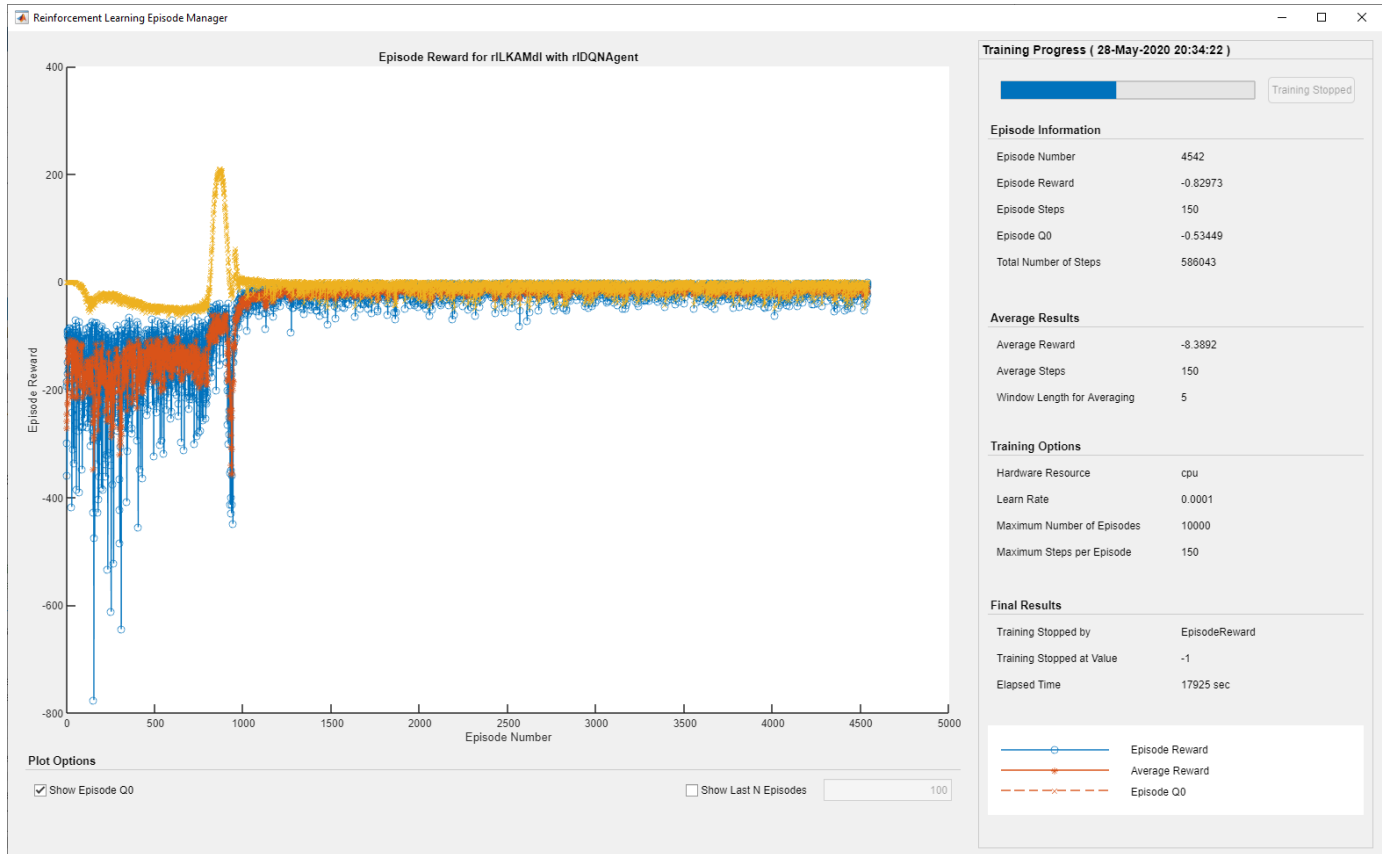 Reinforcement Learning Episode Manager
Episode Reward for rlLKAMdl with rlDQNAgent
400
200
0
-200
-400
-600
-800
Episode Reward
0 500 1000 1500 2000 2500 3000 3500 4000 4500 5000
Episode Number
Plot Options
Show Episode Q0
Show Last N Episodes 100
Training Progress ( 28-May-2020 20:34:22 )
Training Stopped
Episode Information
Episode Number 4542
Episode Reward -0.82973
Episode Steps 150
Episode Q0 -0.53449
Total Number of Steps 586043
Average Results
Average Reward -8.3892
Average Steps 150
Window Length for Averaging 5
Training Options
Hardware Resource cpu
Learn Rate 0.0001
Maximum Number of Episodes 10000
Maximum Steps per Episode 150
Final Results
Training Stopped by EpisodeReward
Training Stopped at Value -1
Elapsed Time 17925 sec
Episode Reward
Average Reward
Episode Q0